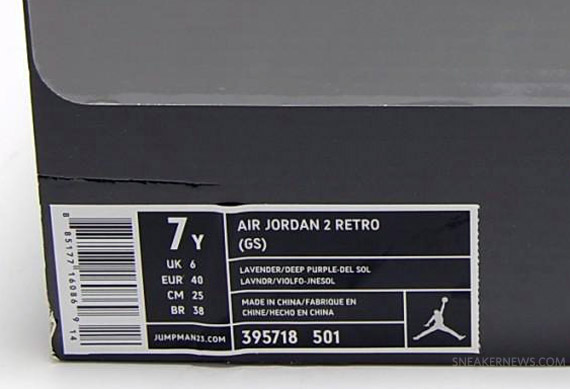 8 85177 16086 9 14
7 Y
UK 6
EUR 40
CM 25
BR 38
JUMPMAN23.COM
AIR JORDAN 2 RETRO
(GS)
LAVENDER/DEEP PURPLE-DEL SOL
LAVNDR/VIOLFO-JNESOL
MADE IN CHINA/FABRIQUE EN
CHINE/HECHO EN CHINA
395718 501
SNEAKERNEWS.COM